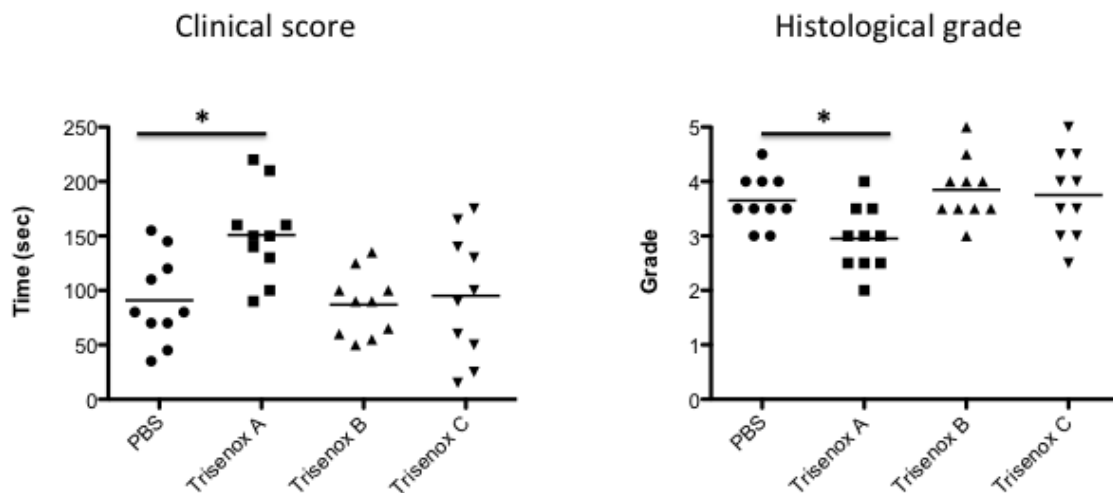 Clinical score
*
250
200
150
100
50
0
Time (sec)
PBS
Trisenox A
Trisenox B
Trisenox C
Histological grade
*
5
4
3
2
1
0
Grade
PBS
Trisenox A
Trisenox B
Trisenox C